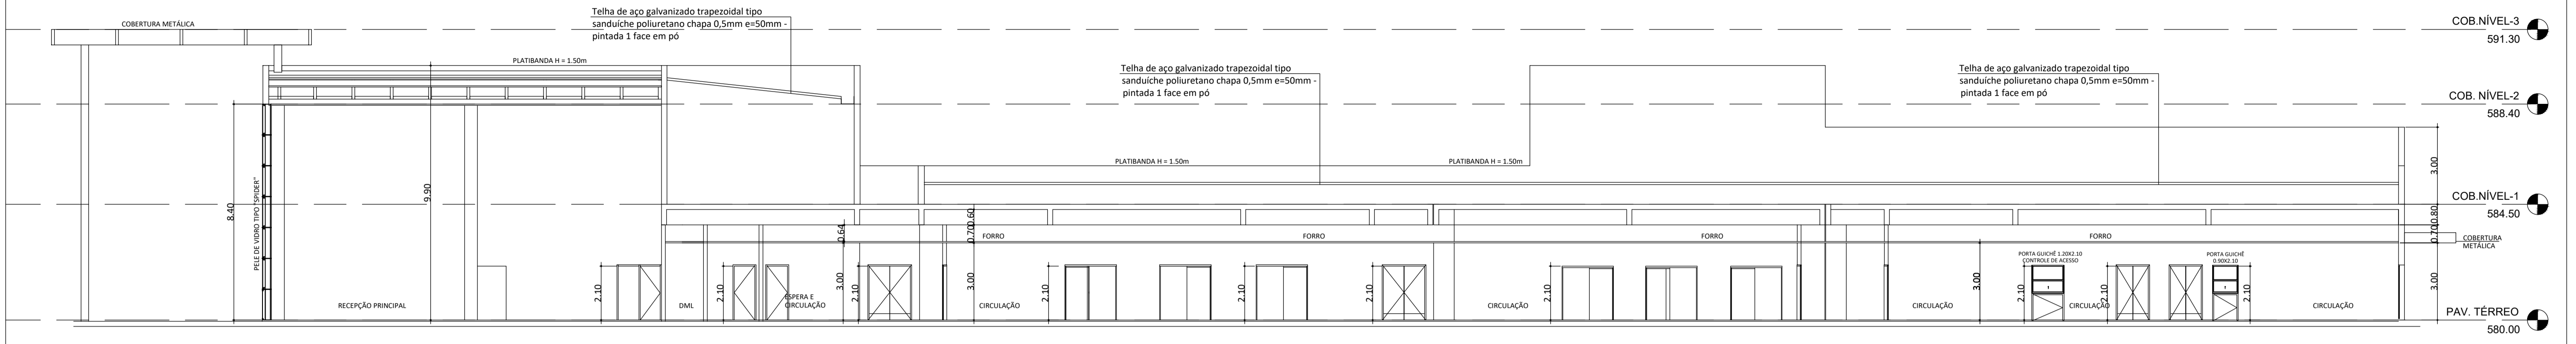 COBERTURA METÁLICA
Telha de aço galvanizado trapezoidal tipo
sanduíche poliuretano chapa 0,5mm e=50mm -
pintada 1 face em pó
COB.NÍVEL-3
591.30
PLATIBANDA H = 1.50m
Telha de aço galvanizado trapezoidal tipo
sanduíche poliuretano chapa 0,5mm e=50mm -
pintada 1 face em pó
Telha de aço galvanizado trapezoidal tipo
sanduíche poliuretano chapa 0,5mm e=50mm -
pintada 1 face em pó
COB. NÍVEL-2
588.40
PLATIBANDA H = 1.50m
PLATIBANDA H = 1.50m
3.00
8.40
PELE DE VIDRO TIPO "SPIDER"
9.90
COB.NÍVEL-1
584.50
0.64
0.60
0.70
FORRO
FORRO
FORRO
FORRO
0.80
0.70
COBERTURA
METÁLICA
PORTA GUICHÊ 1.20X2.10
CONTROLE DE ACESSO
PORTA GUICHÊ
0.90X2.10
RECEPÇÃO PRINCIPAL
2.10
DML
2.10
ESPERA E
CIRCULAÇÃO
3.00
2.10
3.00
CIRCULAÇÃO
2.10
2.10
2.10
CIRCULAÇÃO
2.10
CIRCULAÇÃO
3.00
2.10
CIRCULAÇÃO
2.10
2.10
CIRCULAÇÃO
3.00
PAV. TÉRREO
580.00